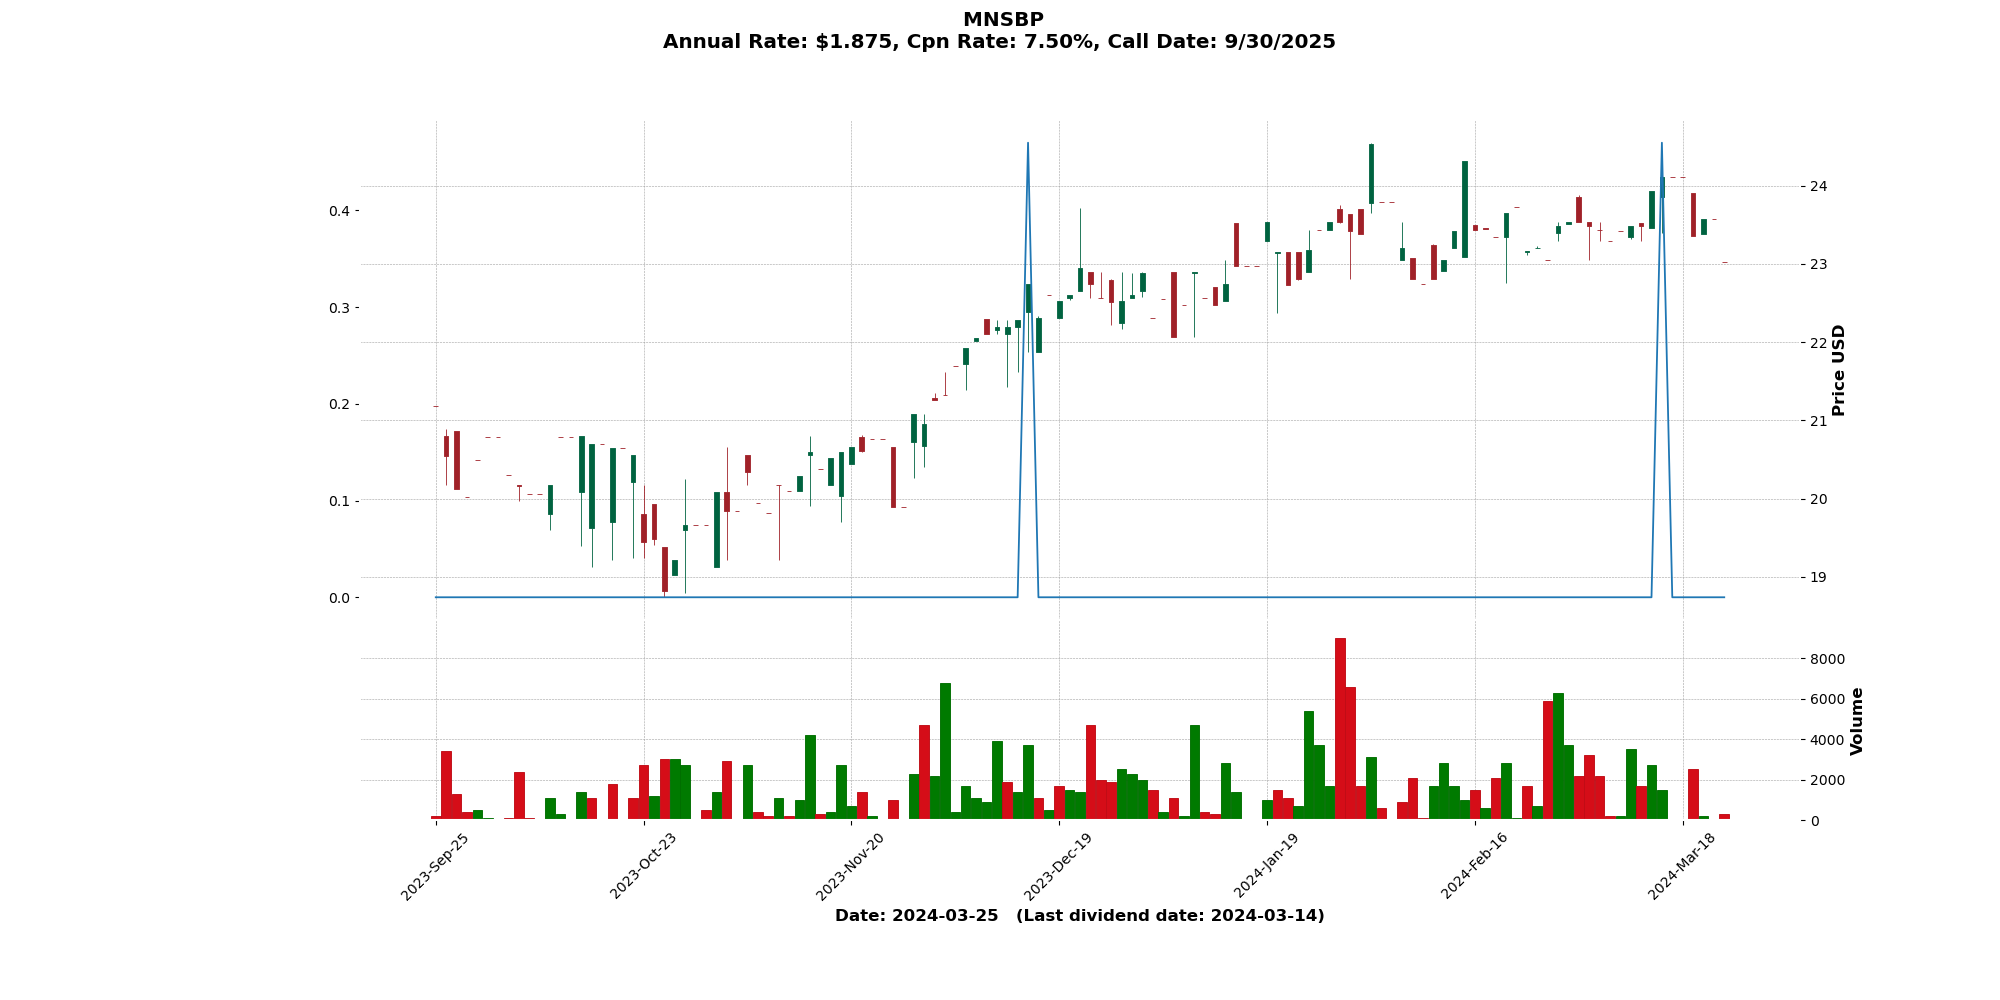 MNSBP
Annual Rate: $1.875, Cpn Rate: 7.50%, Call Date: 9/30/2025
0.4
0.3
0.2
0.1
0.0
24
23
22
21
20
19
Price USD
8000
6000
4000
2000
0
Volume
2023-Sep-25
2023-Oct-23
2023-Nov-20
2023-Dec-19
2024-Jan-19
2024-Feb-16
2024-Mar-18
Date: 2024-03-25 (Last dividend date: 2024-03-14)